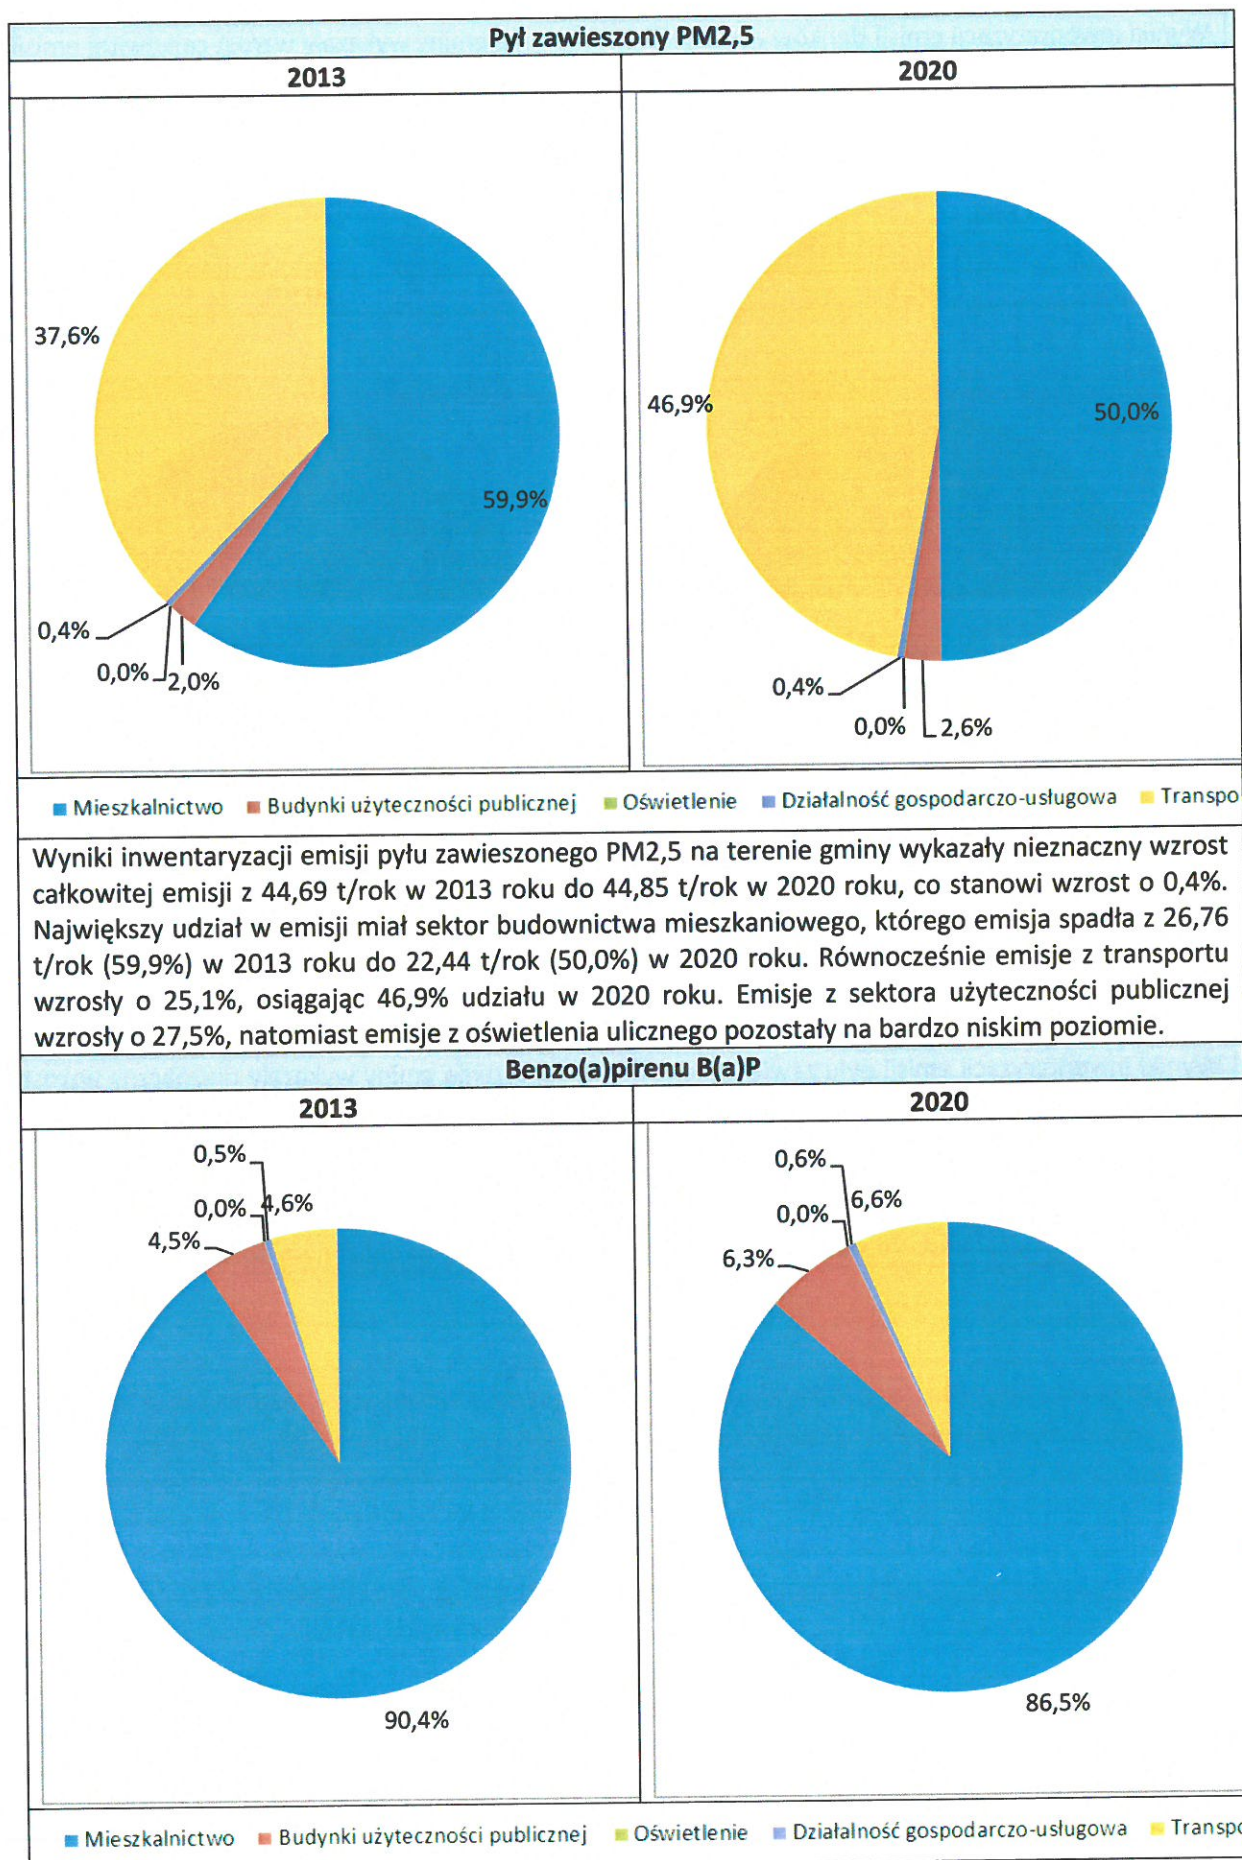 Pył zawieszony PM2,5
2013 2020
37,6%
59,9%
0,4%
0,0%
2,0%
46,9%
50,0%
0,4%
0,0%
2,6%
Mieszkalnictwo Budynki użyteczności publicznej Oświetlenie Działalność gospodarczo-usługowa Transpo
Wyniki inwentaryzacji emisji pyłu zawieszonego PM2,5 na terenie gminy wykazały nieznaczny wzrost
całkowitej emisji z 44,69 t/rok w 2013 roku do 44,85 t/rok w 2020 roku, co stanowi wzrost o 0,4%.
Największy udział w emisji miał sektor budownictwa mieszkaniowego, którego emisja spadła z 26,76
t/rok (59,9%) w 2013 roku do 22,44 t/rok (50,0%) w 2020 roku. Równocześnie emisje z transportu
wzrosły o 25,1%, osiągając 46,9% udziału w 2020 roku. Emisje z sektora użyteczności publicznej
wzrosły o 27,5%, natomiast emisje z oświetlenia ulicznego pozostały na bardzo niskim poziomie.
Benzo(a)pirenu B(a)P
2013 2020
0,5%
0,0%
4,6%
4,5%
90,4%
0,6%
0,0%
6,6%
6,3%
86,5%
Mieszkalnictwo Budynki użyteczności publicznej Oświetlenie Działalność gospodarczo-usługowa Transpo